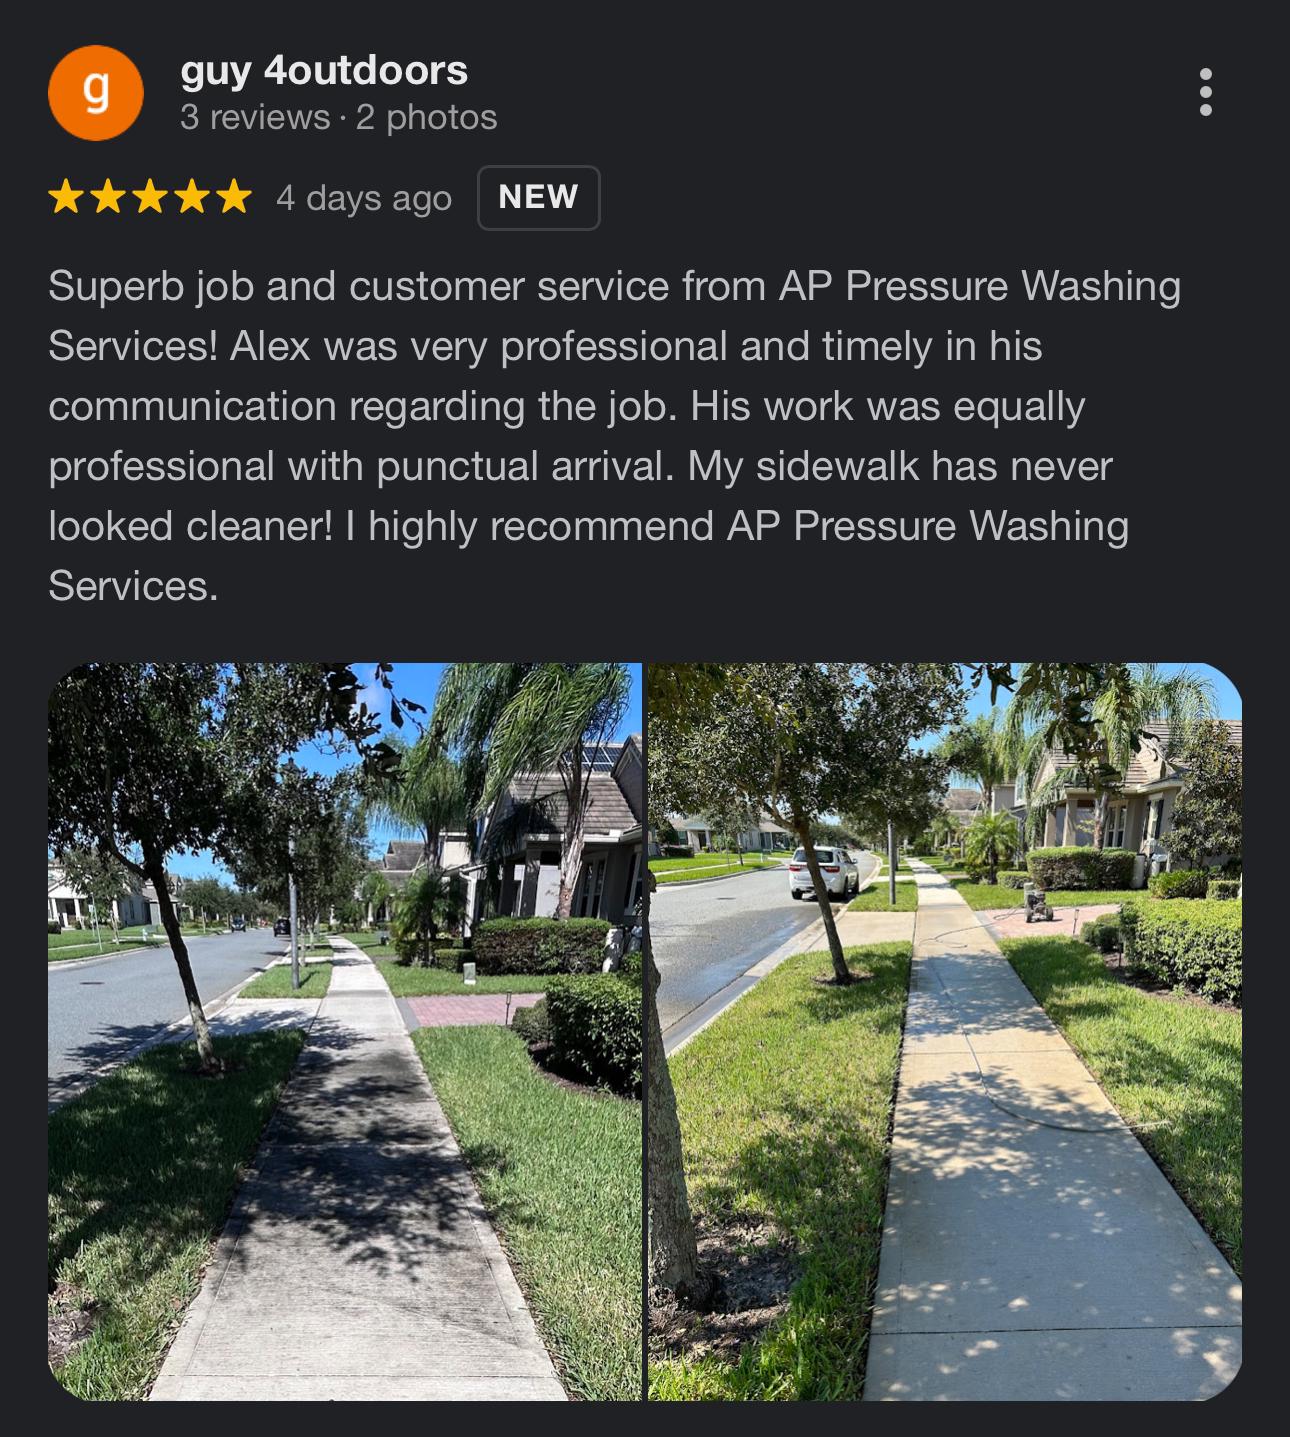 g
guy 4outdoors
3 reviews · 2 photos
4 days ago NEW
Superb job and customer service from AP Pressure Washing
Services! Alex was very professional and timely in his
communication regarding the job. His work was equally
professional with punctual arrival. My sidewalk has never
looked cleaner! I highly recommend AP Pressure Washing
Services.